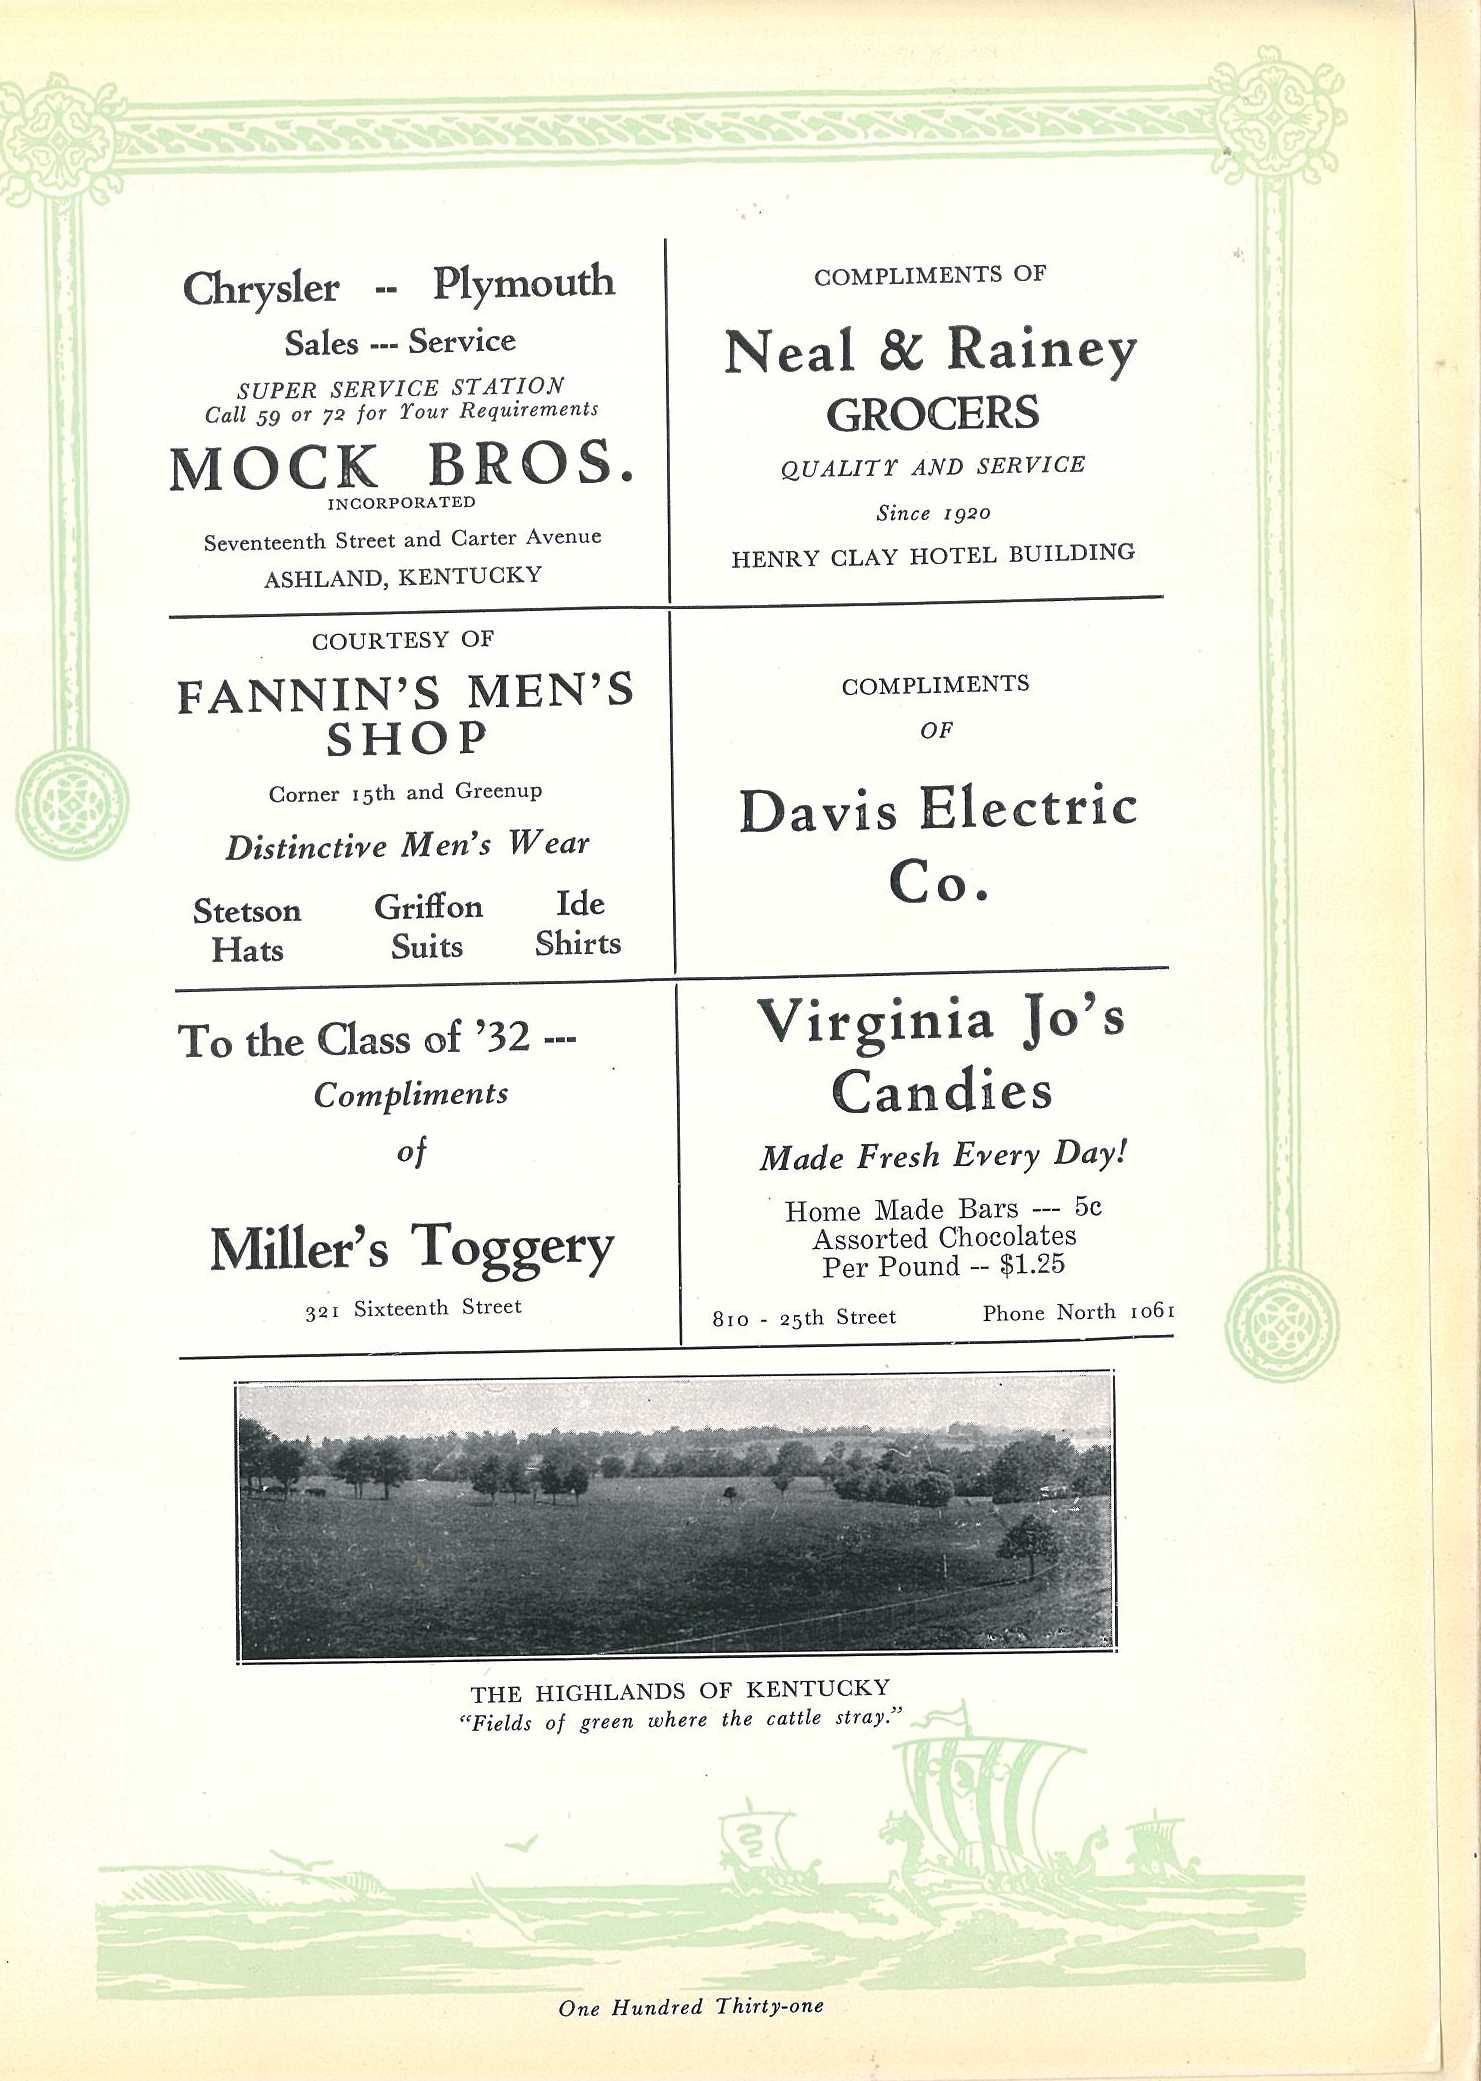 Chrysler -- Plymouth
Sales --- Service
SUPER SERVICE STATION
Call 59 or 72 for Your Requirements
MOCK BROS.
INCORPORATED
Seventeenth Street and Carter Avenue
ASHLAND, KENTUCKY
COMPLIMENTS OF
Neal & Rainey
GROCERS
QUALITY AND SERVICE
Since 1920
HENRY CLAY HOTEL BUILDING
COURTESY OF
FANNIN'S MEN'S
SHOP
Corner 15th and Greenup
Distinctive Men's Wear
Stetson Griffon Ide
Hats Suits Shirts
COMPLIMENTS
OF
Davis Electric
Co.
To the Class of '32 ---
Compliments
of
Miller's Toggery
321 Sixteenth Street
Virginia Jo's
Candies
Made Fresh Every Day!
Home Made Bars --- 5c
Assorted Chocolates
Per Pound -- $1.25
810 - 25th Street Phone North 1061
THE HIGHLANDS OF KENTUCKY
"Fields of green where the cattle stray."
One Hundred Thirty-one